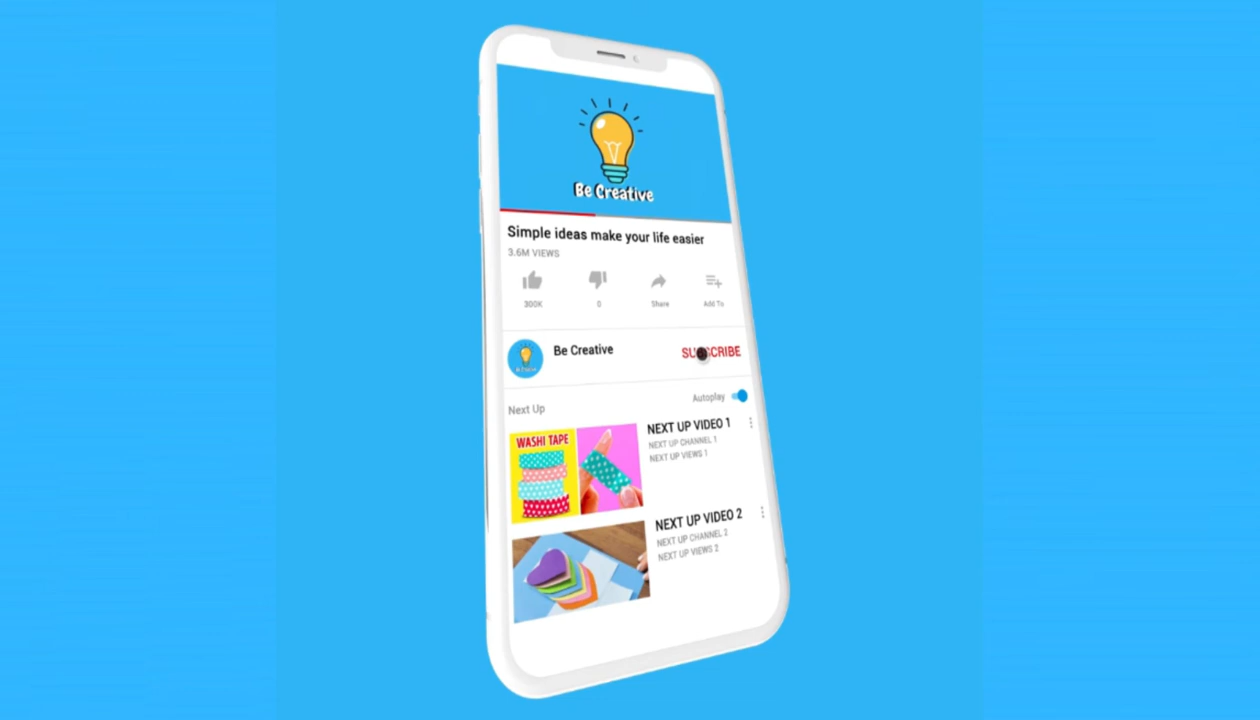 Be Creative
Simple ideas make your life easier
3.6M VIEWS
300K
0
Share
Add To
Be Creative
Next Up
Autoplay
WASHI TAPE
NEXT UP VIDEO 1
NEXT UP CHANNEL 1
NEXT UP VIEWS 1
NEXT UP VIDEO 2
NEXT UP CHANNEL 2
NEXT UP VIEWS 2